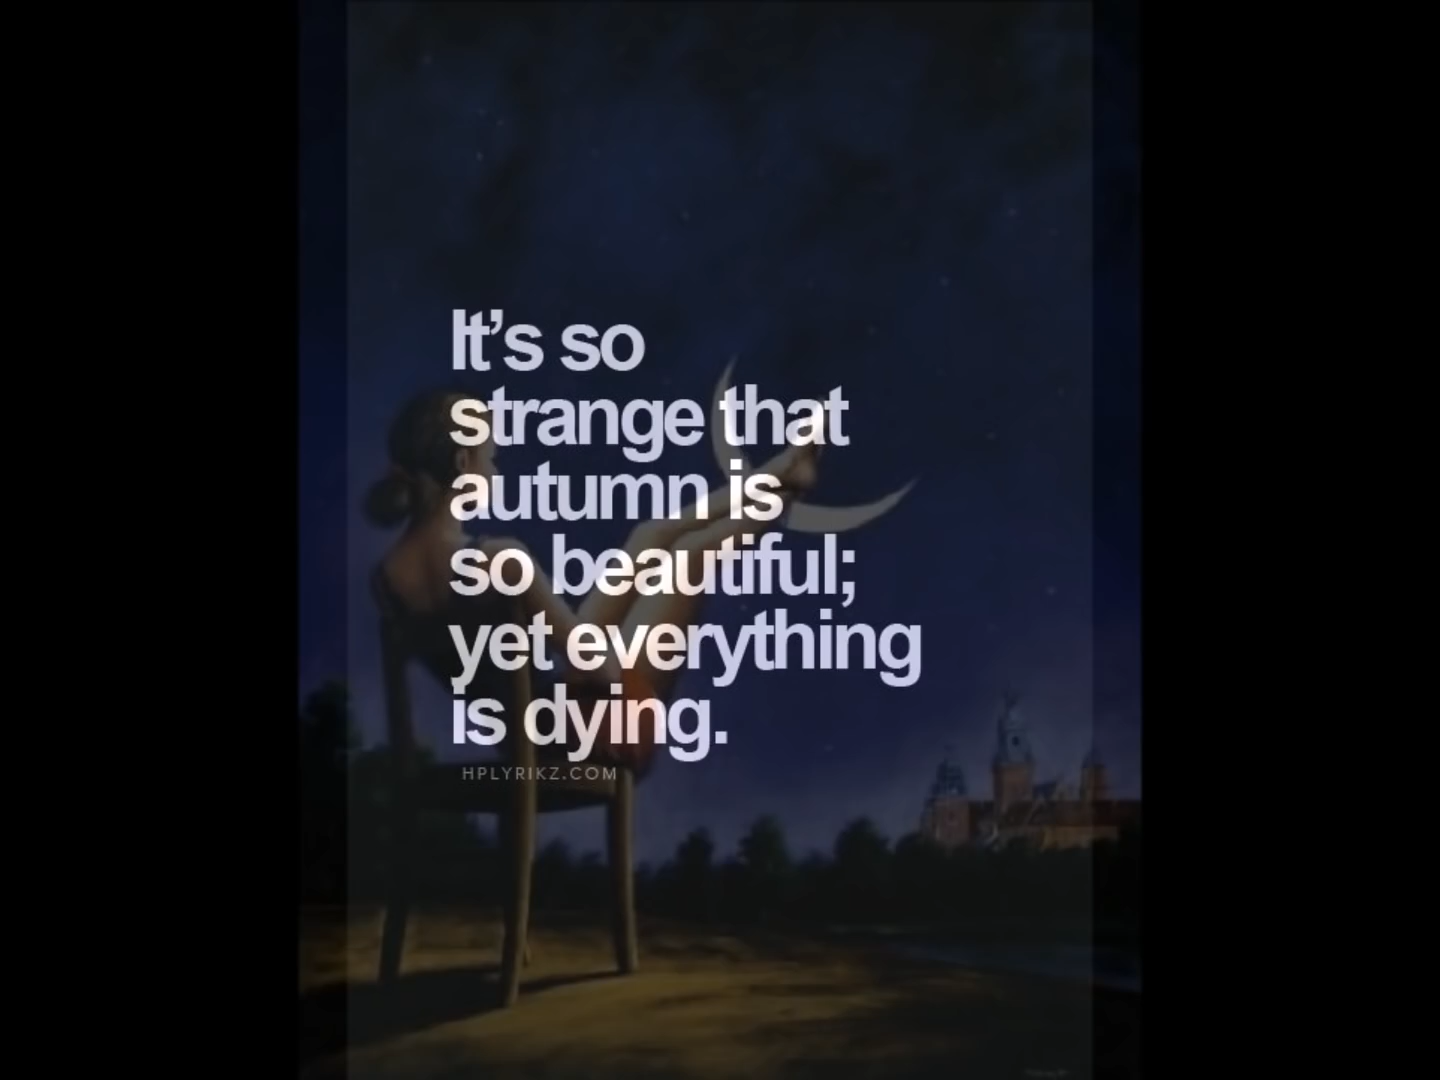 It’s so
strange that
autumn is
so beautiful;
yet everything
is dying.
HPLYRIKZ.COM